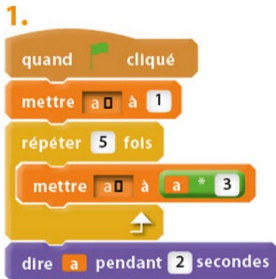 1.
quand cliqué
mettre a à 1
répéter 5 fois
mettre a à a * 3
dire a pendant 2 secondes